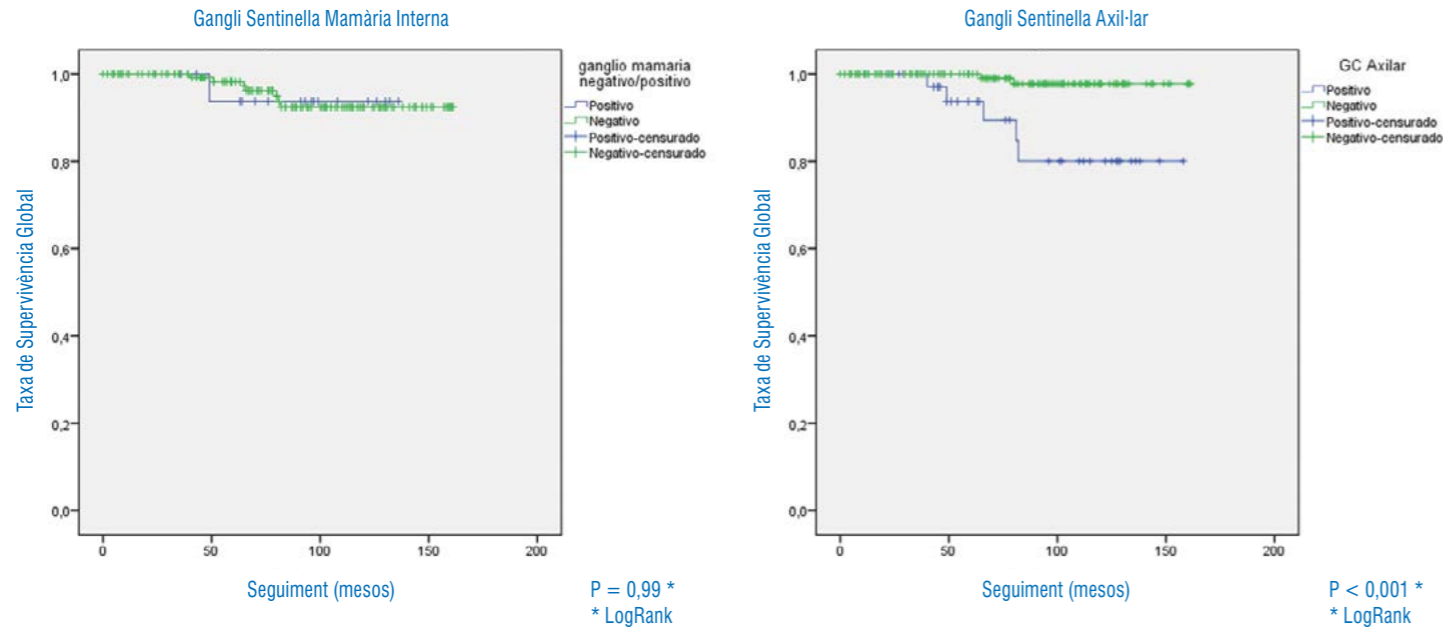 Gangli Sentinella Mamària Interna
Taxa de Supervivència Global
1,0
0,8
0,6
0,4
0,2
0,0
0 50 100 150 200
Seguiment (mesos)
ganglio mamaria
negativo/positivo
Positivo
Negativo
Positivo-censurado
Negativo-censurado
P = 0,99 *
* LogRank
Gangli Sentinella Axil·lar
Taxa de Supervivència Global
1,0
0,8
0,6
0,4
0,2
0,0
0 50 100 150 200
Seguiment (mesos)
GC Axilar
Positivo
Negativo
Positivo-censurado
Negativo-censurado
P < 0,001 *
* LogRank